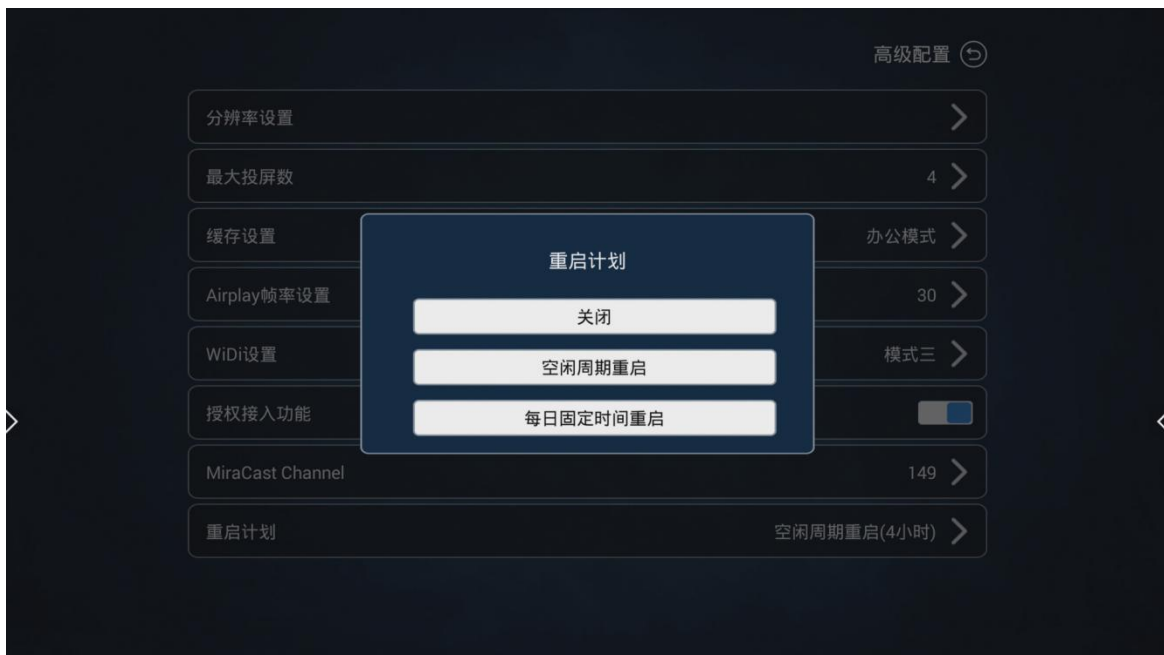 高级配置
分辨率设置
最大投屏数 4
缓存设置 办公模式
重启计划
Airplay帧率设置 30
关闭
WiDi设置 模式三
空闲周期重启
授权接入功能
每日固定时间重启
MiraCast Channel 149
重启计划 空闲周期重启(4小时)